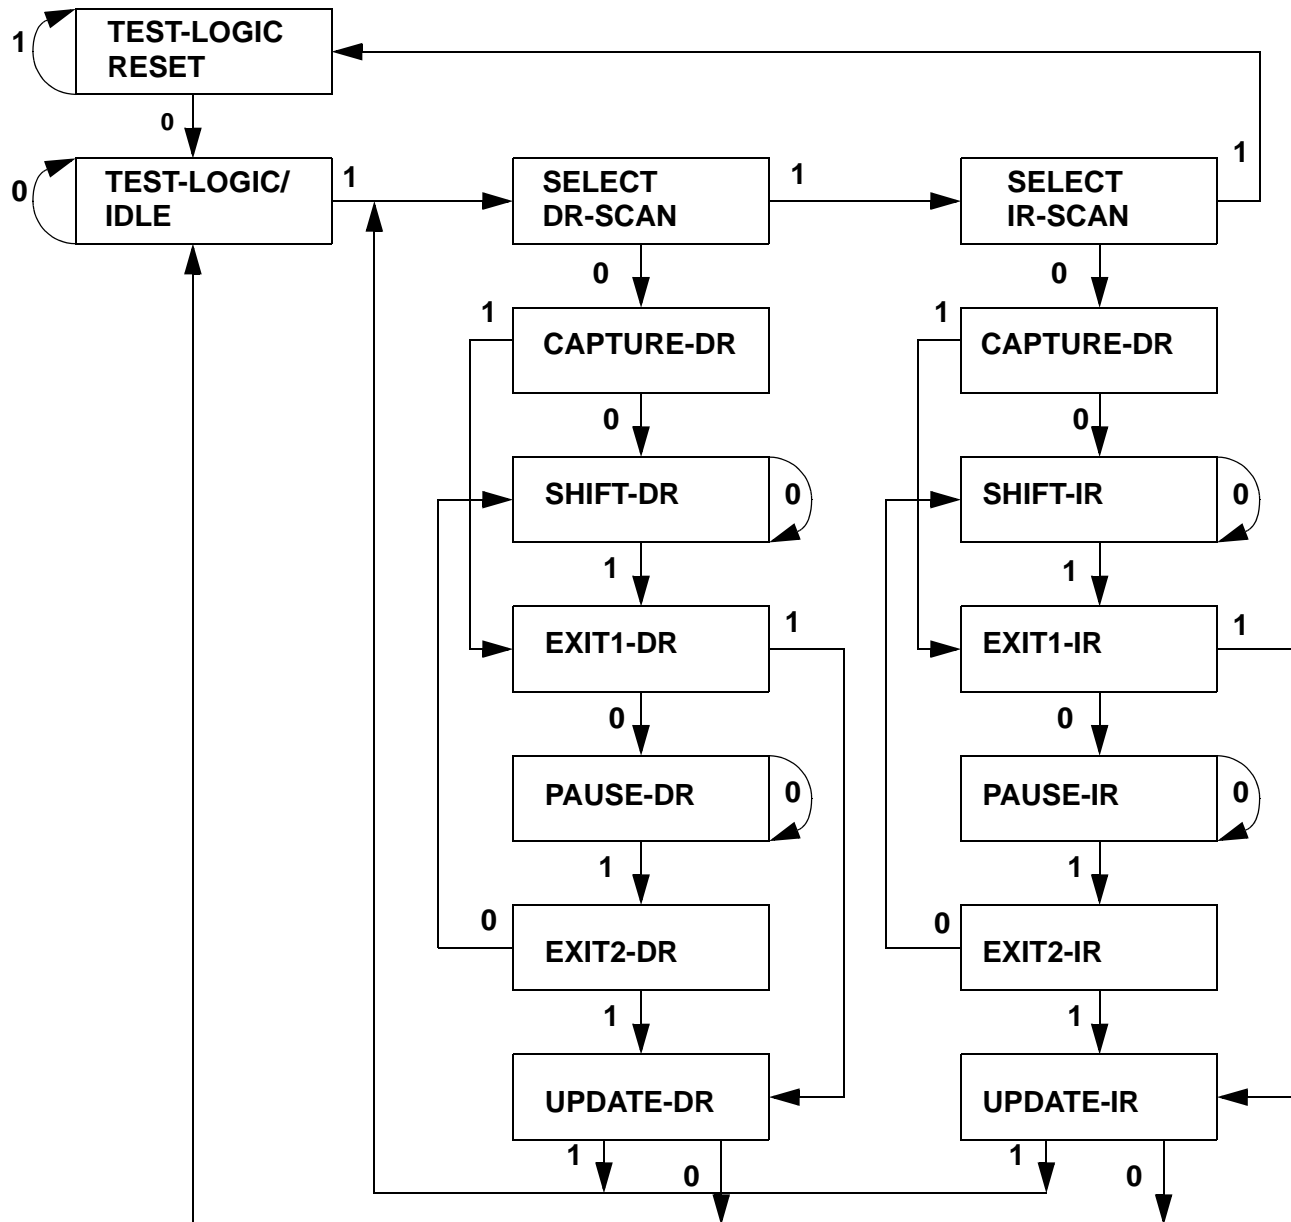 1
TEST-LOGIC
RESET
0
0
TEST-LOGIC/
IDLE
1
SELECT
DR-SCAN
1
SELECT
IR-SCAN
1
0
0
1
CAPTURE-DR
1
CAPTURE-DR
0
0
SHIFT-DR
0
SHIFT-IR
0
1
1
EXIT1-DR
1
EXIT1-IR
1
0
0
PAUSE-DR
0
PAUSE-IR
0
1
1
0
EXIT2-DR
0
EXIT2-IR
1
1
UPDATE-DR
UPDATE-IR
1
0
1
0